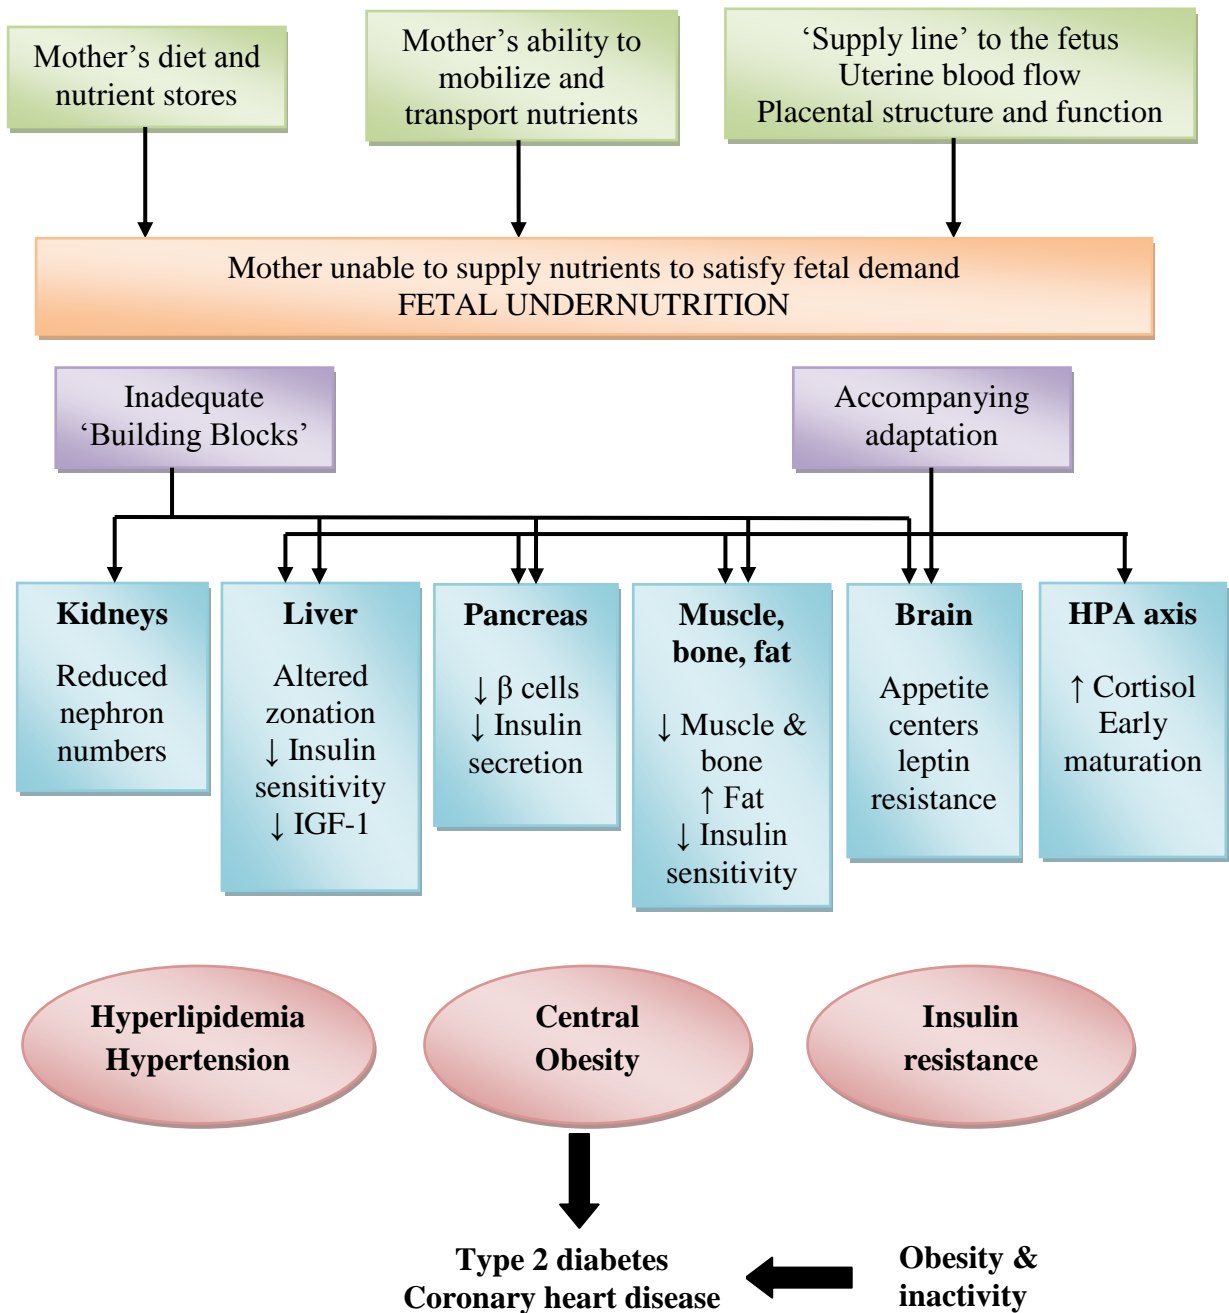 Mother’s diet and
nutrient stores
Mother’s ability to
mobilize and
transport nutrients
‘Supply line’ to the fetus
Uterine blood flow
Placental structure and function
Mother unable to supply nutrients to satisfy fetal demand
FETAL UNDERNUTRITION
Inadequate
‘Building Blocks’
Accompanying
adaptation
Kidneys
Reduced
nephron
numbers
Liver
Altered
zonation
↓ Insulin
sensitivity
↓ IGF-1
Pancreas
↓ β cells
↓ Insulin
secretion
Muscle,
bone, fat
↓ Muscle &
bone
↑ Fat
↓ Insulin
sensitivity
Brain
Appetite
centers
leptin
resistance
HPA axis
↑ Cortisol
Early
maturation
Hyperlipidemia
Hypertension
Central
Obesity
Insulin
resistance
Type 2 diabetes
Coronary heart disease
Obesity &
inactivity